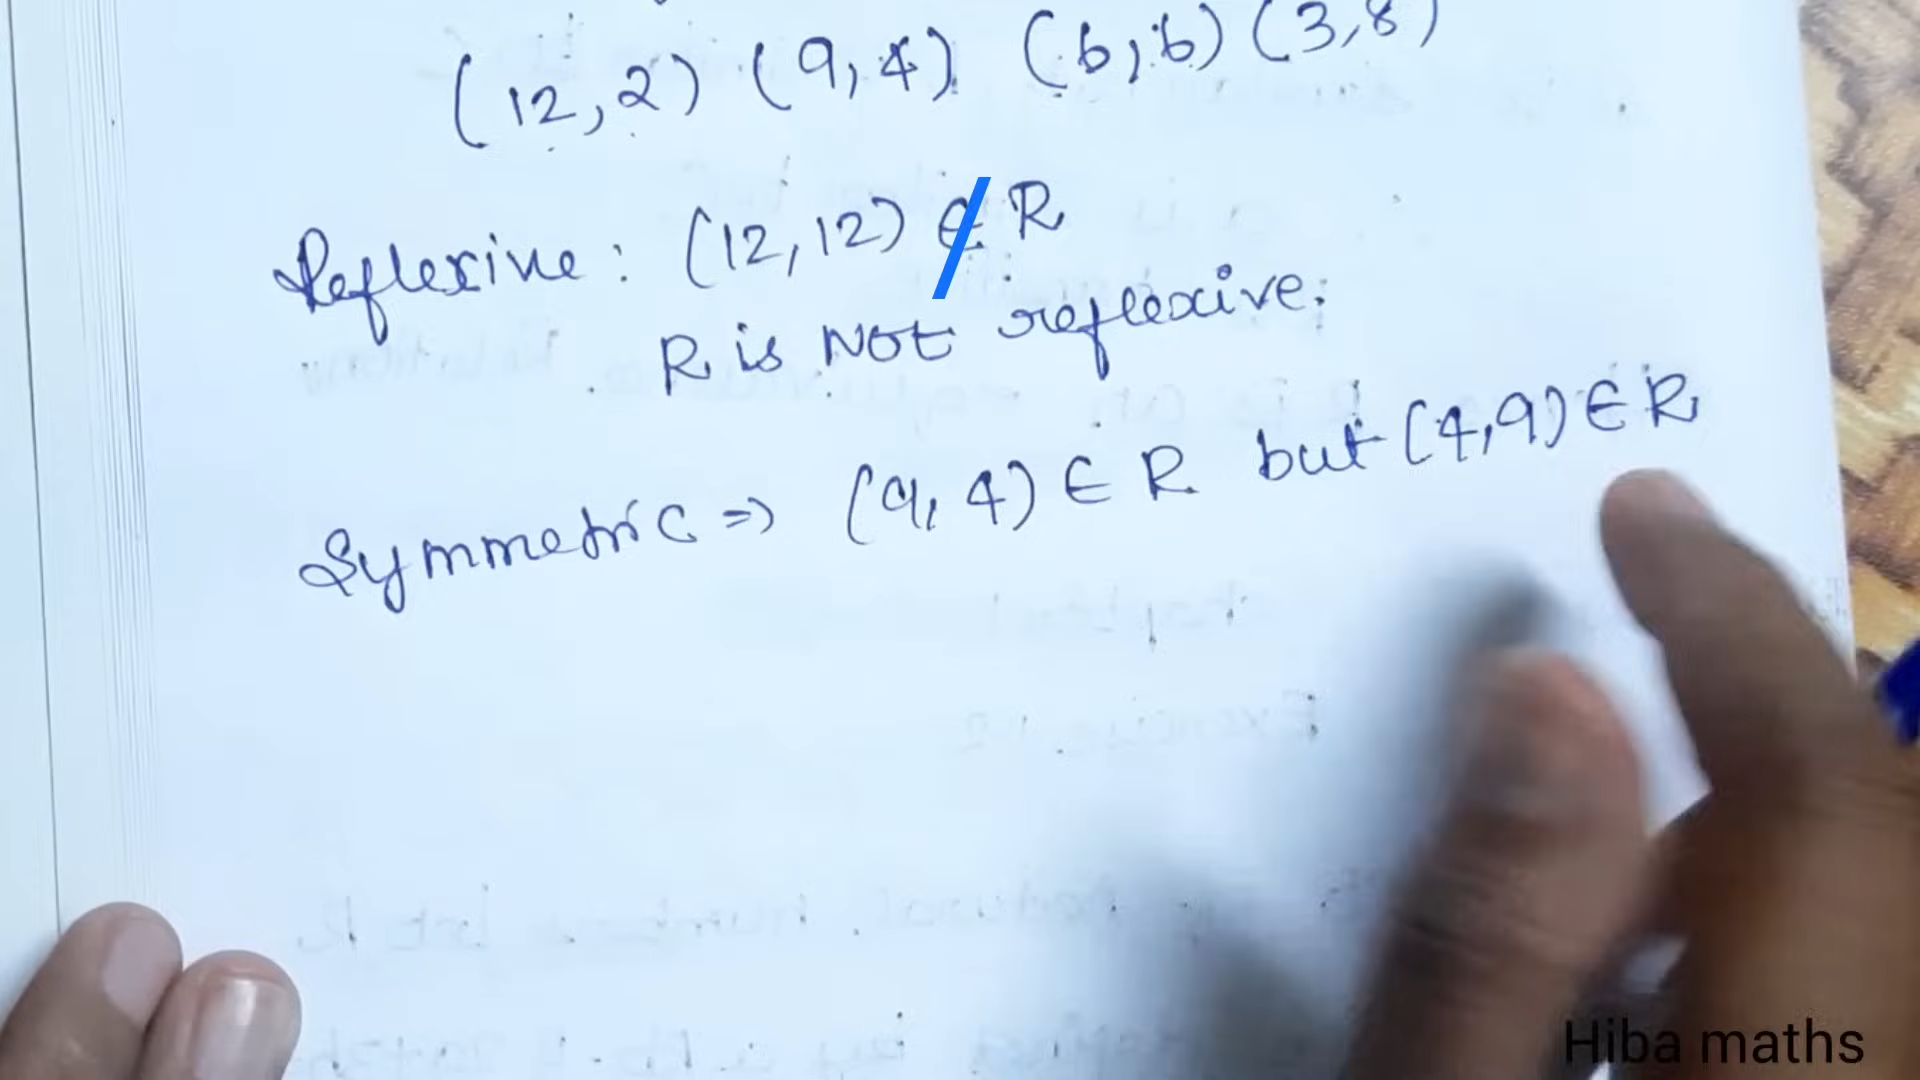 (12,2) (9,4) (6,6) (3,8)
Reflexive : (12,12) ∉ R
R is NOT reflexive.
Symmetric => (9,4) ∈ R but (4,9) ∈ R
Hiba maths